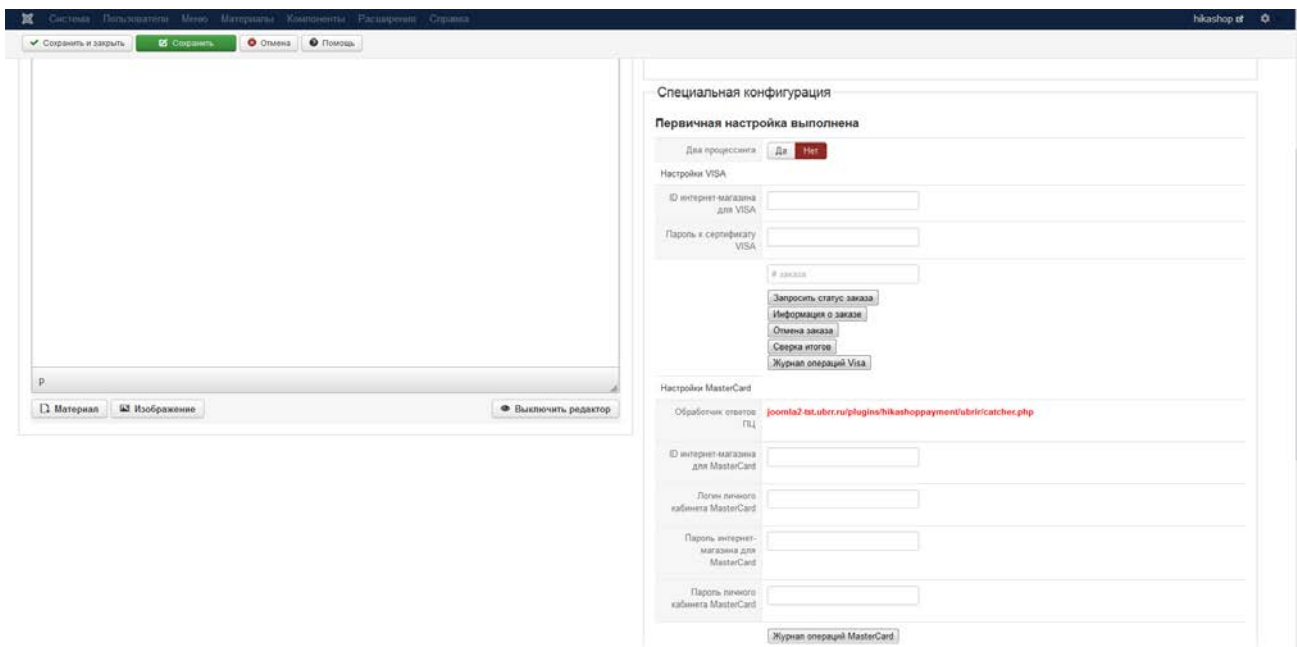 Система Пользователи Меню Материалы Компоненты Расширения Справка hikashop
Сохранить и закрыть Сохранить Отмена Помощь
Специальная конфигурация
Первичная настройка выполнена
Два процессинга Да Нет
Настройки VISA
ID интернет-магазина
для VISA
Пароль к сертификату
VISA
# заказа
Запросить статус заказа
Информация о заказе
Отмена заказа
Сверка итогов
Журнал операций Visa
p
Материал Изображение Выключить редактор
Настройки MasterCard
Обработчик ответов
ПЦ
joomla2-tst.ubrr.ru/plugins/hikashoppayment/ubrir/catcher.php
ID интернет-магазина
для MasterCard
Логин личного
кабинета MasterCard
Пароль интернет-
магазина для
MasterCard
Пароль личного
кабинета MasterCard
Журнал операций MasterCard